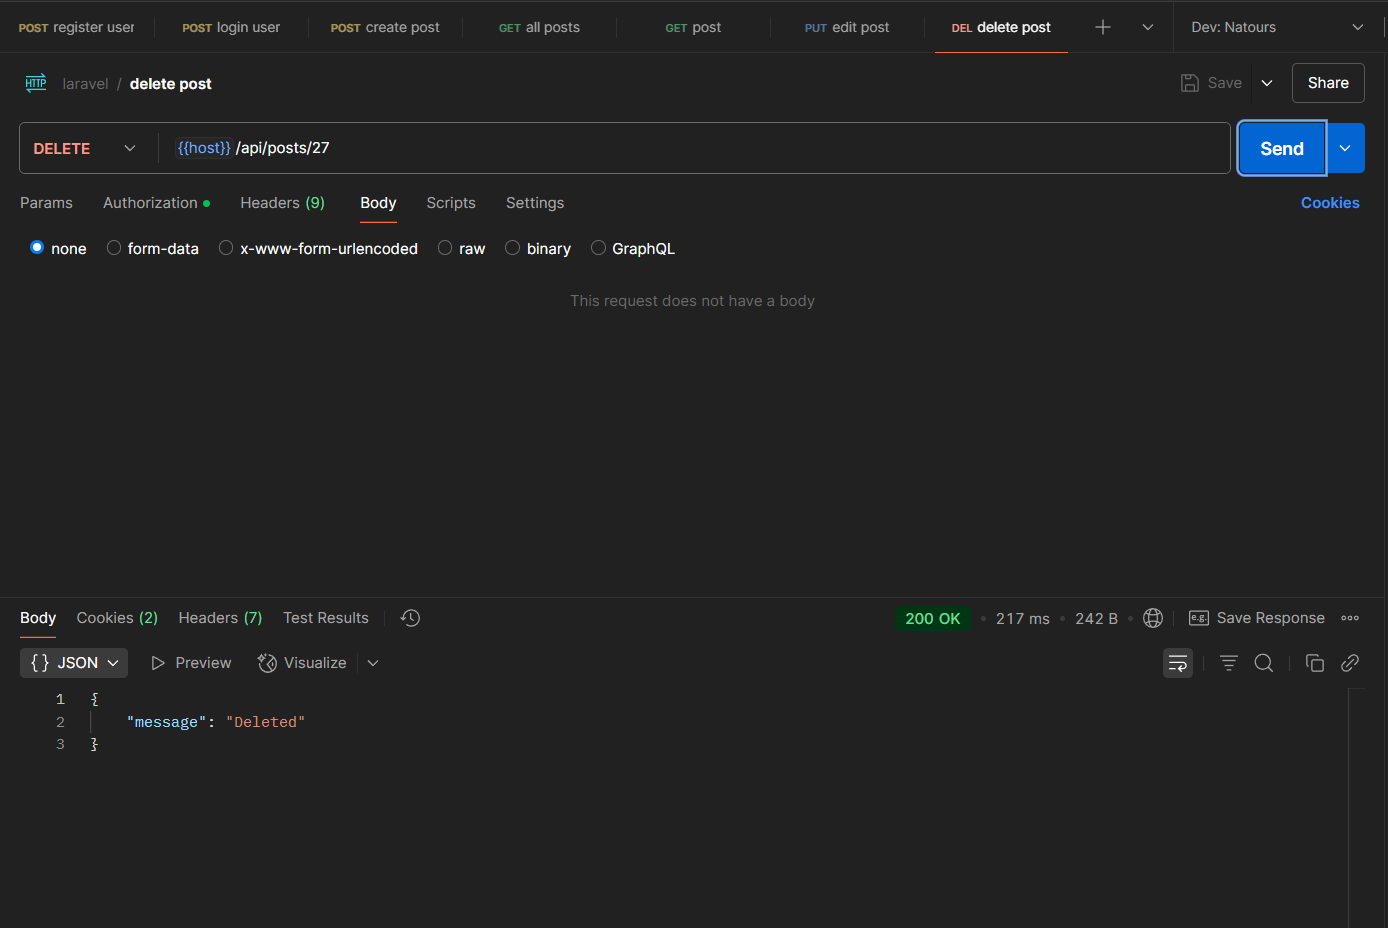 POST register user POST login user POST create post GET all posts GET post PUT edit post DEL delete post Dev: Natours
HTTP laravel / delete post Save Share
DELETE {{host}} /api/posts/27 Send
Params Authorization Headers (9) Body Scripts Settings Cookies
none form-data x-www-form-urlencoded raw binary GraphQL
This request does not have a body
Body Cookies (2) Headers (7) Test Results 200 OK • 217 ms • 242 B • e.g. Save Response
{} JSON Preview Visualize
1 {
2 "message": "Deleted"
3 }